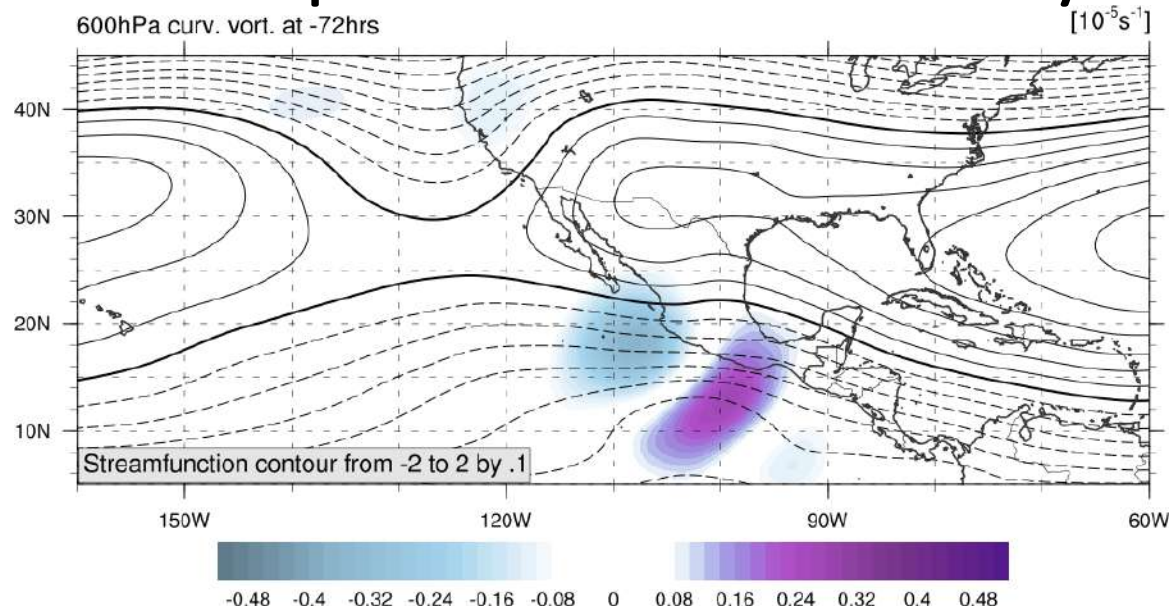 600hPa curv. vort. at -72hrs
[10⁻⁵s⁻¹]
40N
30N
20N
10N
Streamfunction contour from -2 to 2 by .1
150W 120W 90W 60W
-0.48 -0.4 -0.32 -0.24 -0.16 -0.08 0 0.08 0.16 0.24 0.32 0.4 0.48